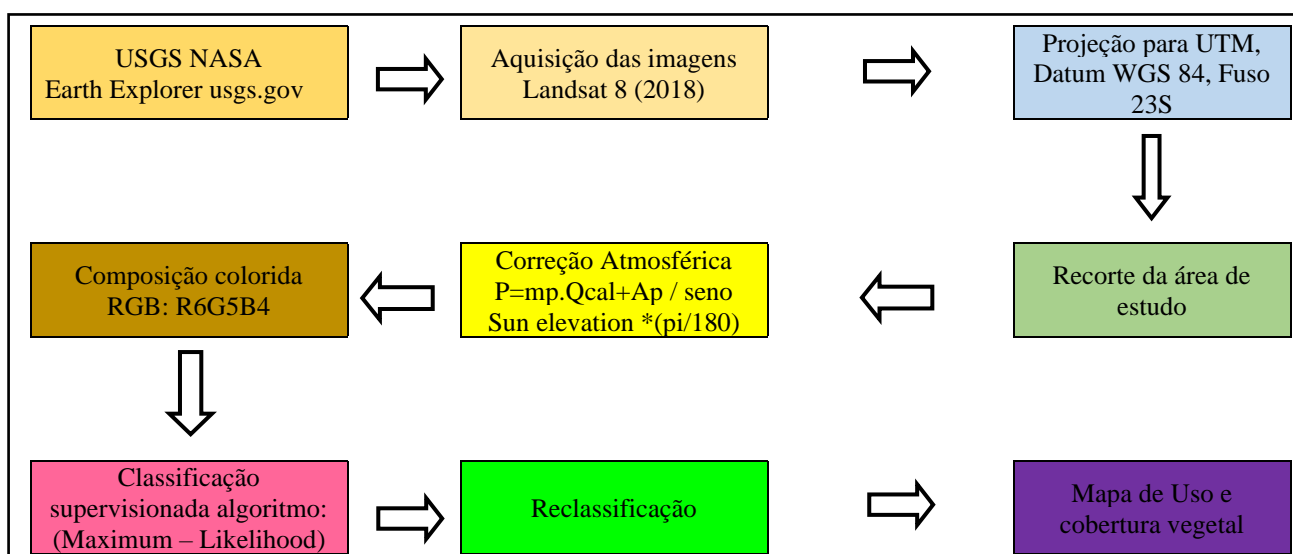 USGS NASA
Earth Explorer usgs.gov
Aquisição das imagens
Landsat 8 (2018)
Projeção para UTM,
Datum WGS 84, Fuso
23S
Recorte da área de
estudo
Correção Atmosférica
P=mp.Qcal+Ap / seno
Sun elevation *(pi/180)
Composição colorida
RGB: R6G5B4
Classificação
supervisionada algoritmo:
(Maximum – Likelihood)
Reclassificação
Mapa de Uso e
cobertura vegetal